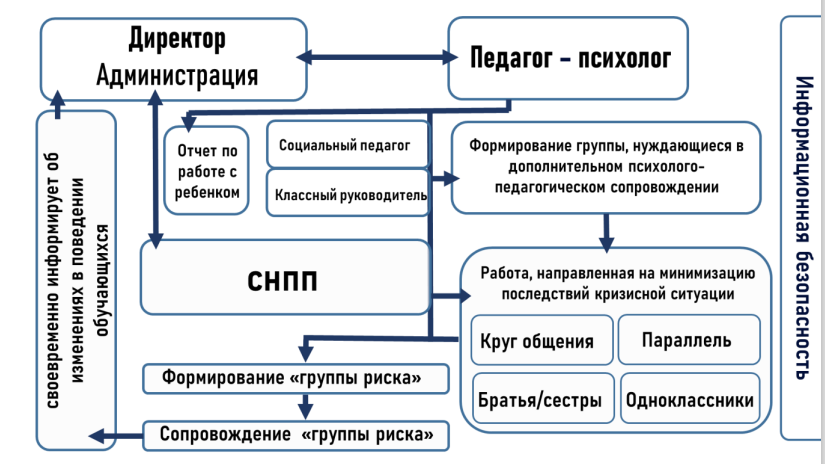 Директор
Администрация
Педагог - психолог
Отчет по
работе с
ребенком
Социальный педагог
Классный руководитель
Формирование группы, нуждающиеся в
дополнительном психолого-
педагогическом сопровождении
своевременно информирует об
изменениях в поведении
обучающихся
СНПП
Работа, направленная на минимизацию
последствий кризисной ситуации
Круг общения
Параллель
Братья/сестры
Одноклассники
Формирование «группы риска»
Сопровождение «группы риска»
Информационная безопасность